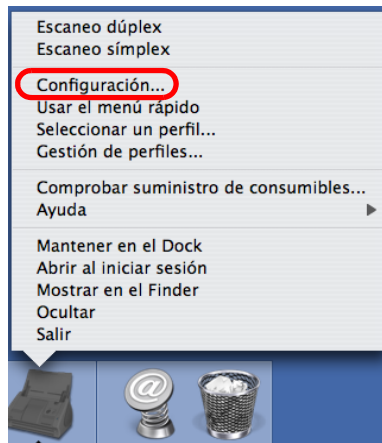 Escaneo dúplex
Escaneo símplex
Configuración...
Usar el menú rápido
Seleccionar un perfil...
Gestión de perfiles...
Comprobar suministro de consumibles...
Ayuda
Mantener en el Dock
Abrir al iniciar sesión
Mostrar en el Finder
Ocultar
Salir
@